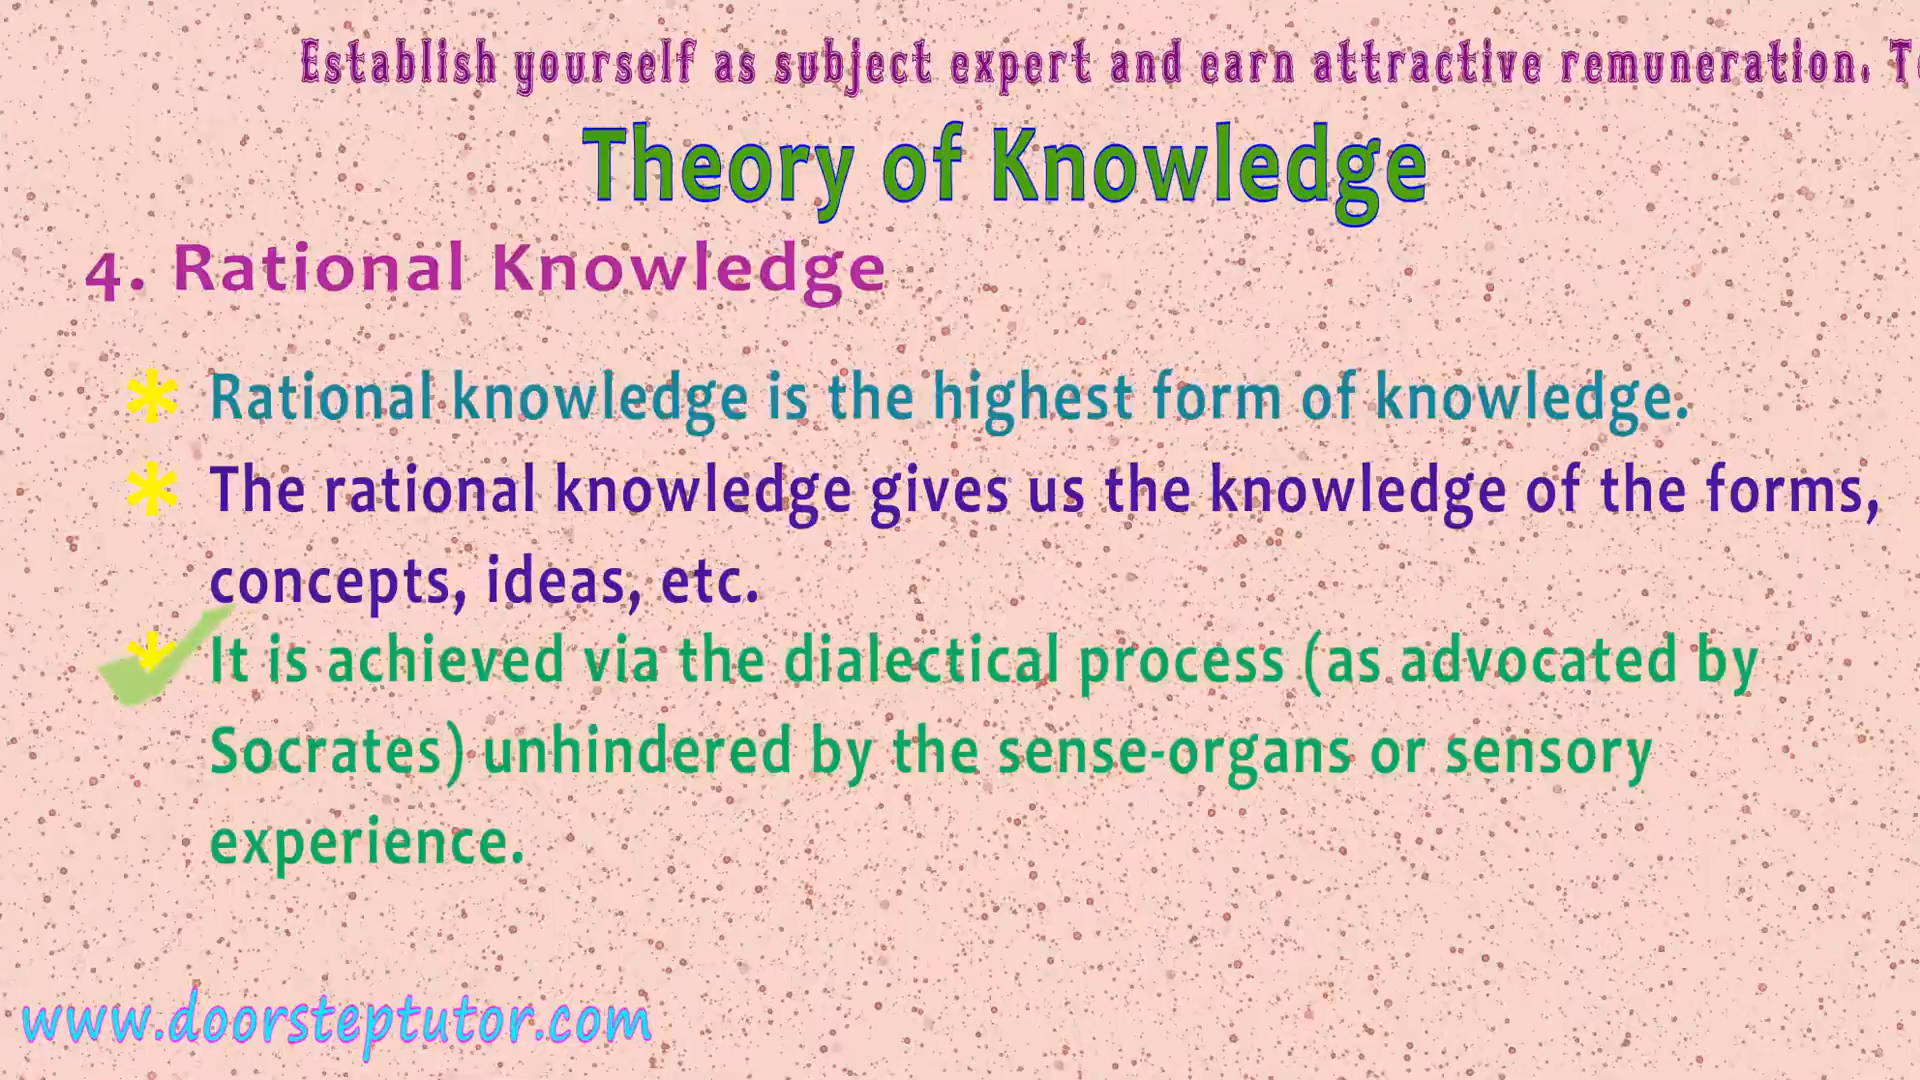 Establish yourself as subject expert and earn attractive remuneration.
Theory of Knowledge
4. Rational Knowledge
* Rational knowledge is the highest form of knowledge.
* The rational knowledge gives us the knowledge of the forms,
concepts, ideas, etc.
* It is achieved via the dialectical process (as advocated by
Socrates) unhindered by the sense-organs or sensory
experience.
www.doorsteptutor.com